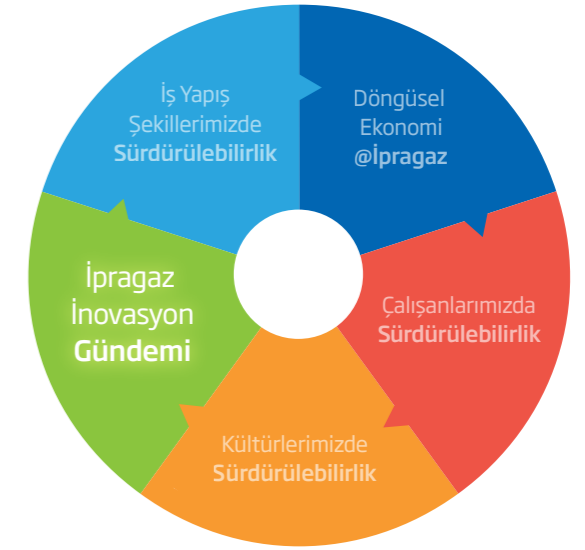 İş Yapış
Şekillerimizde
Sürdürülebilirlik
Döngüsel
Ekonomi
@İpragaz
Çalışanlarımızda
Sürdürülebilirlik
Kültürlerimizde
Sürdürülebilirlik
İpragaz
İnovasyon
Gündemi